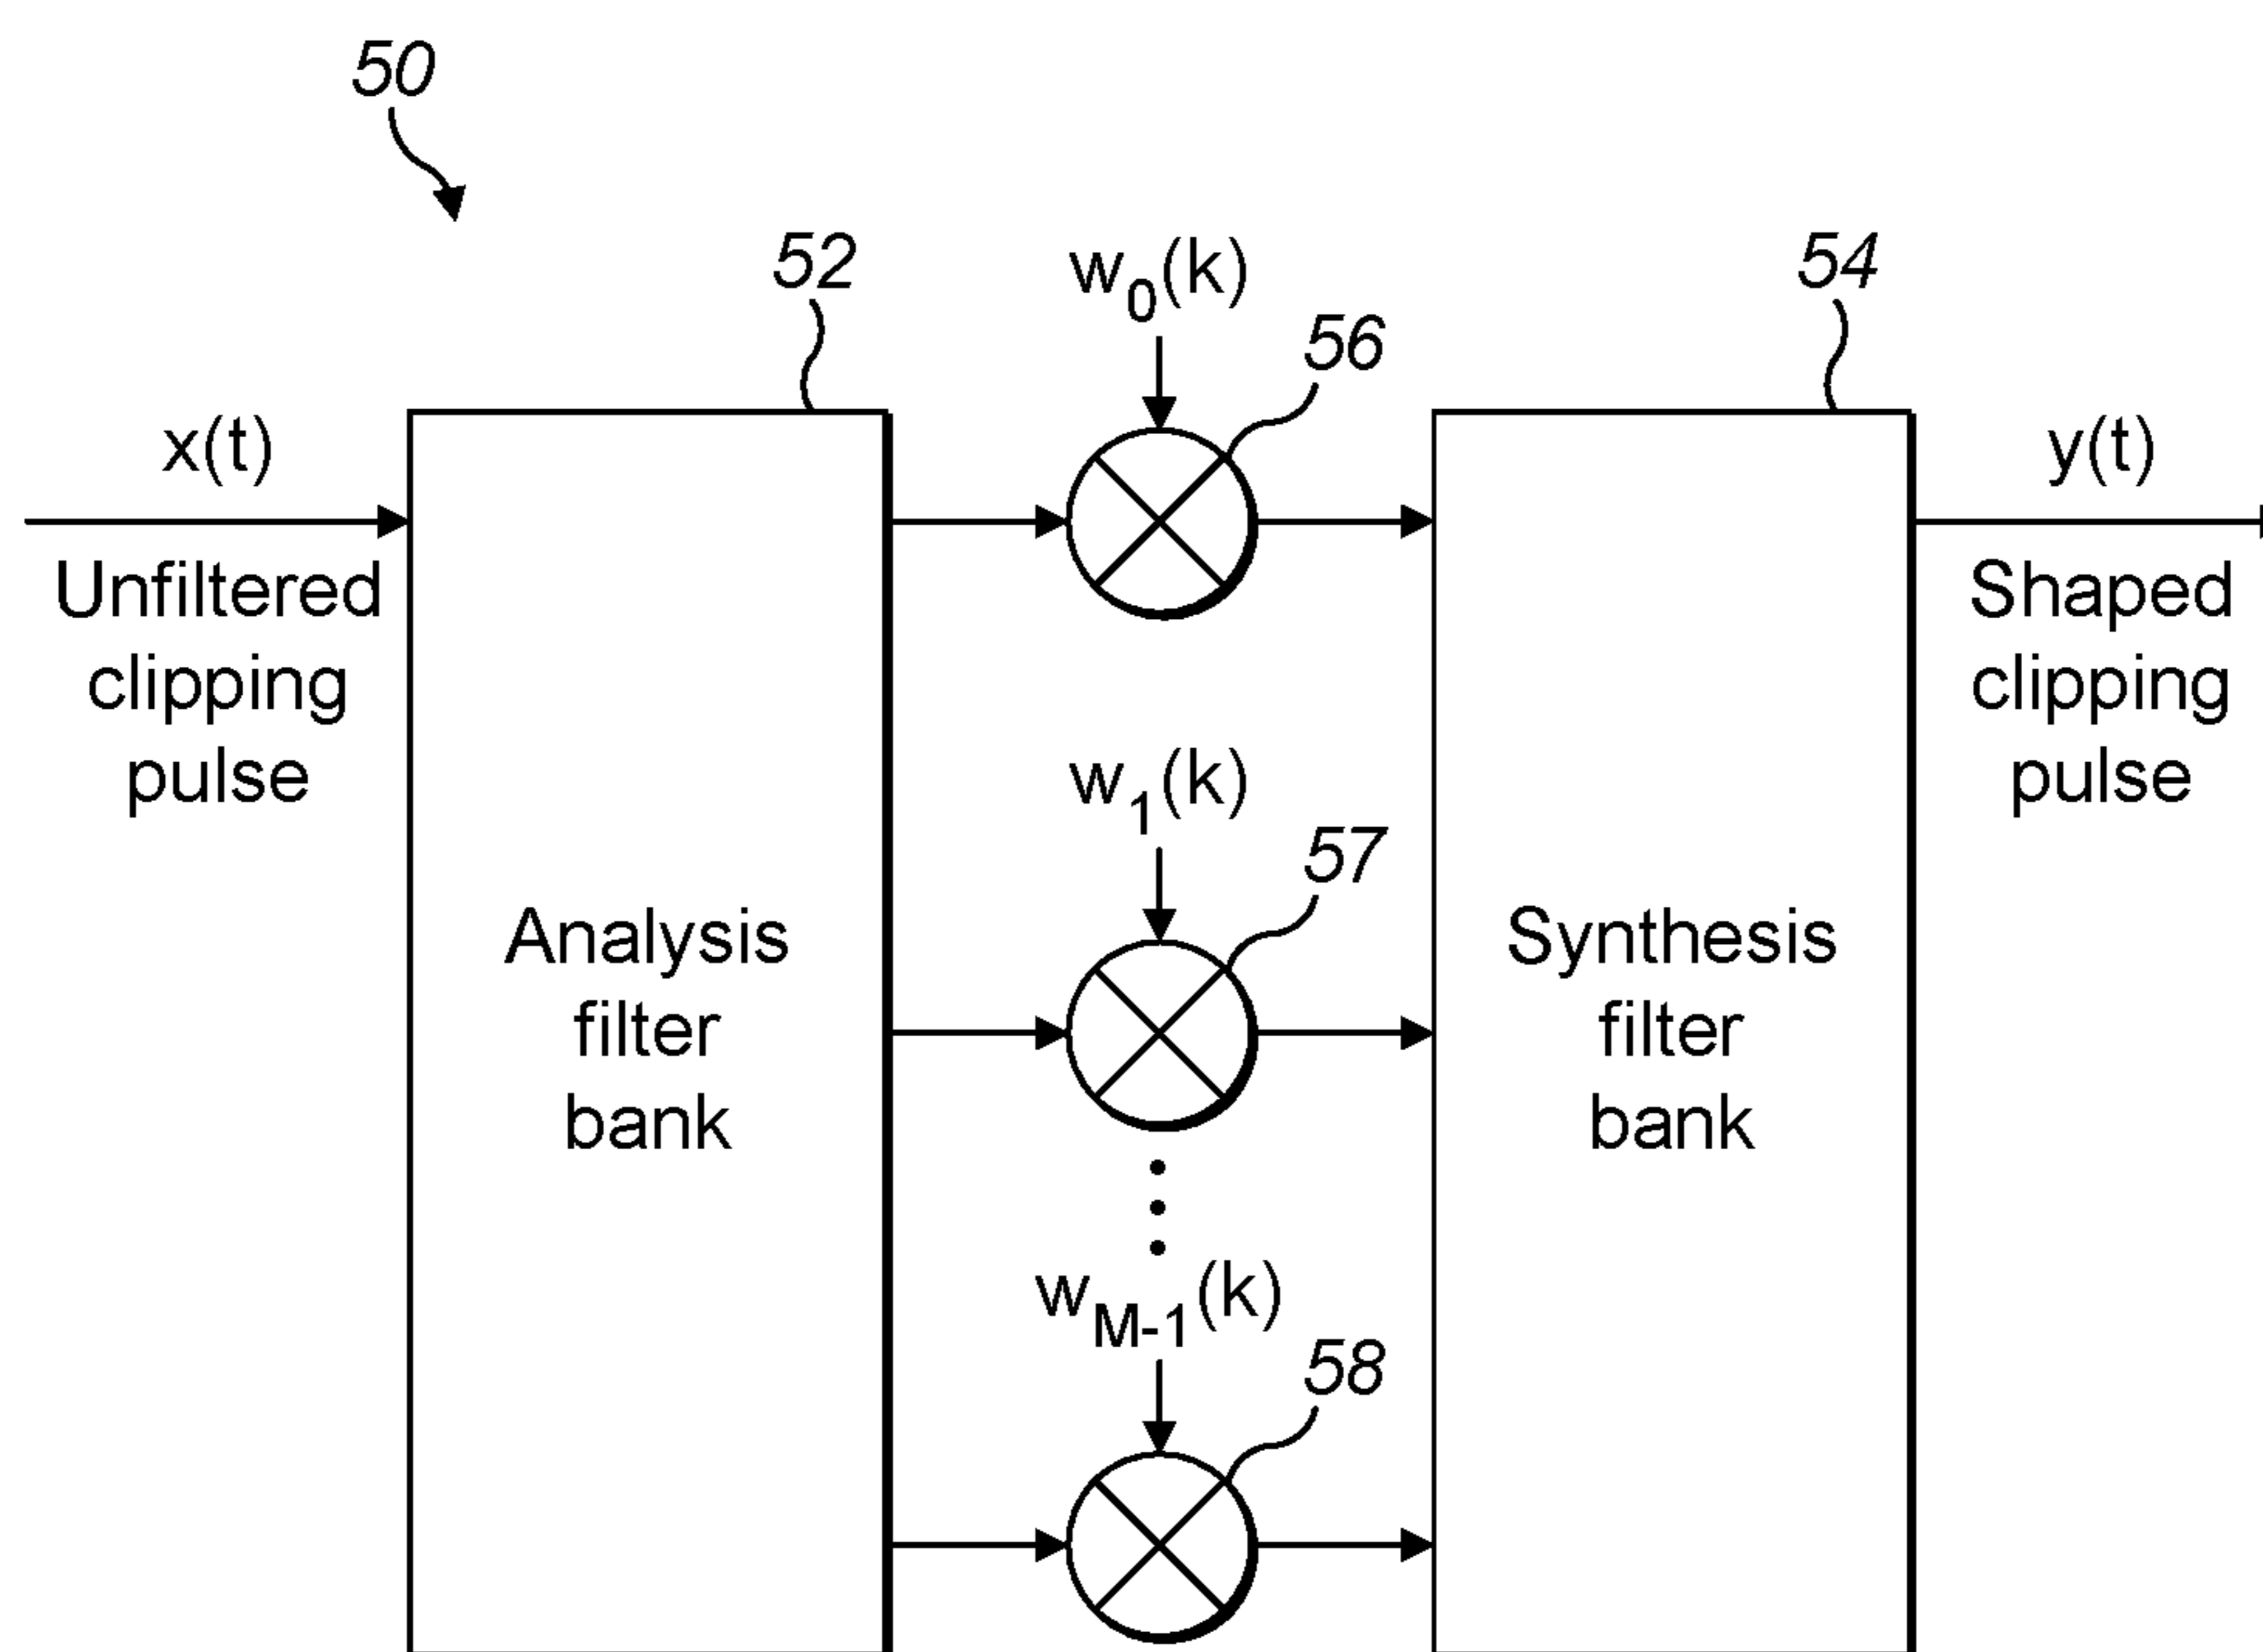 50
52
w0(k)
54
56
x(t)
y(t)
Unfiltered
clipping
pulse
Shaped
clipping
pulse
w1(k)
57
Analysis
filter
bank
Synthesis
filter
bank
wM-1(k)
58